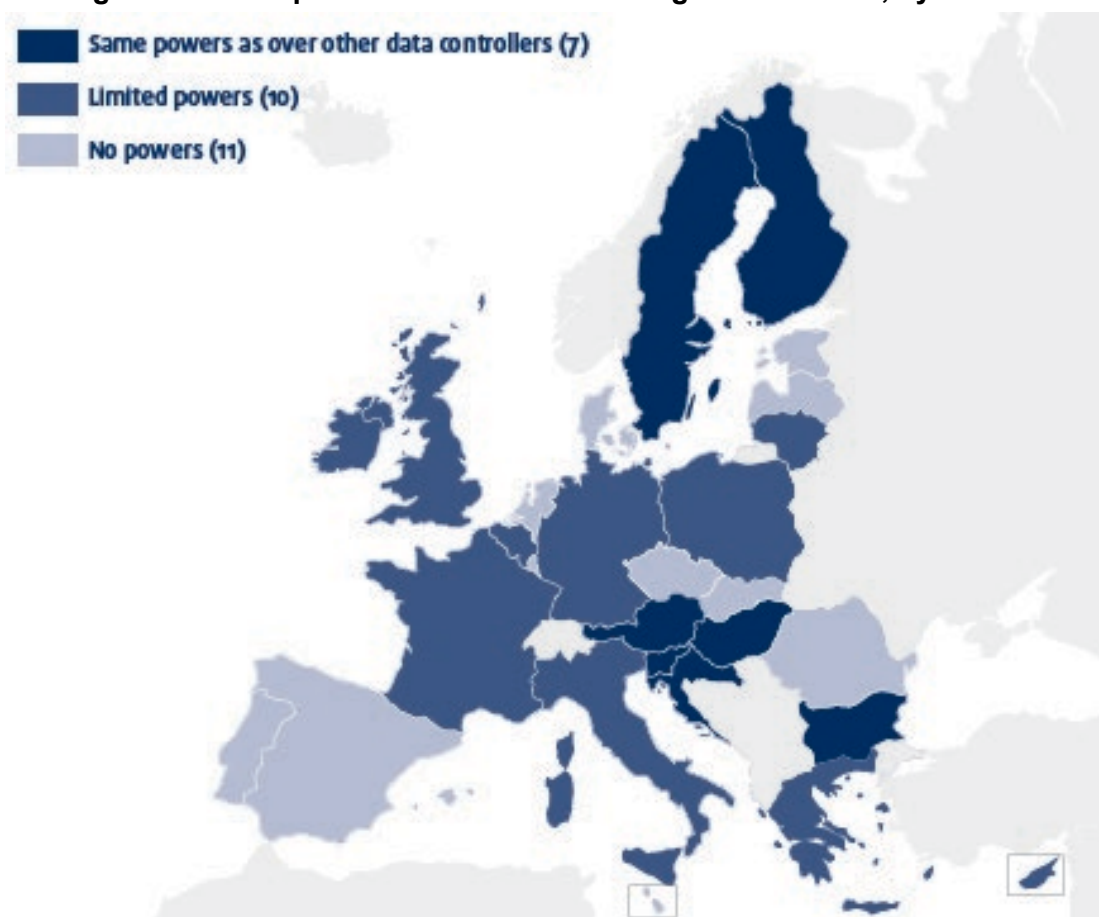 Same powers as over other data controllers (7)
Limited powers (10)
No powers (11)